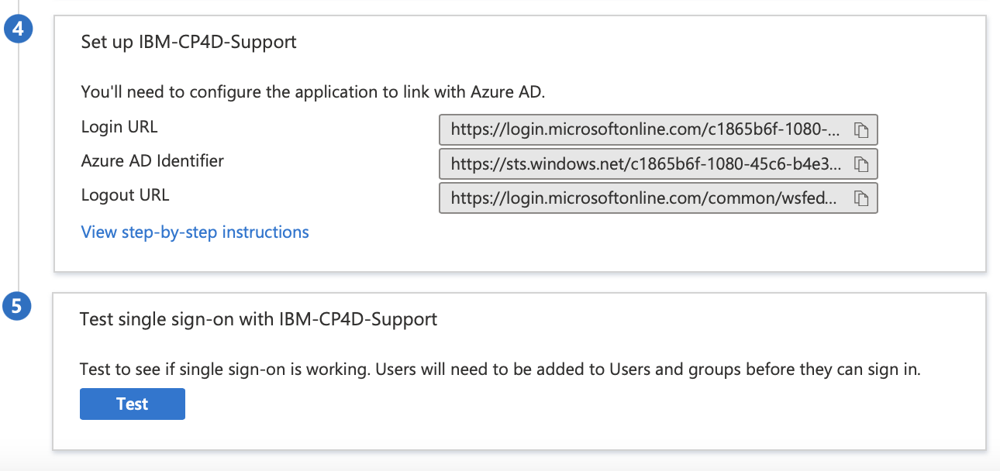 4
Set up IBM-CP4D-Support
You'll need to configure the application to link with Azure AD.
Login URL
https://login.microsoftonline.com/c1865b6f-1080-...
Azure AD Identifier
https://sts.windows.net/c1865b6f-1080-45c6-b4e3...
Logout URL
https://login.microsoftonline.com/common/wsfed...
View step-by-step instructions
5
Test single sign-on with IBM-CP4D-Support
Test to see if single sign-on is working. Users will need to be added to Users and groups before they can sign in.
Test